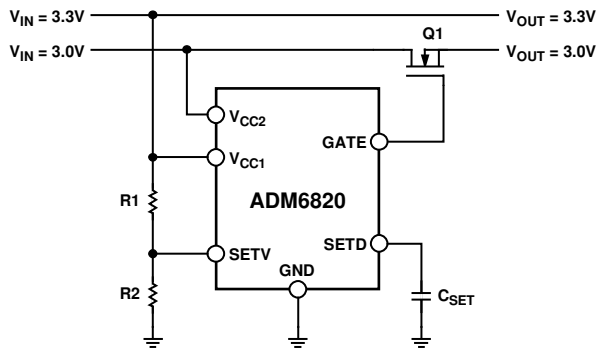 VIN = 3.3V
VOUT = 3.3V
VIN = 3.0V
Q1
VOUT = 3.0V
VCC2
GATE
VCC1
R1
ADM6820
SETV
SETD
GND
R2
CSET